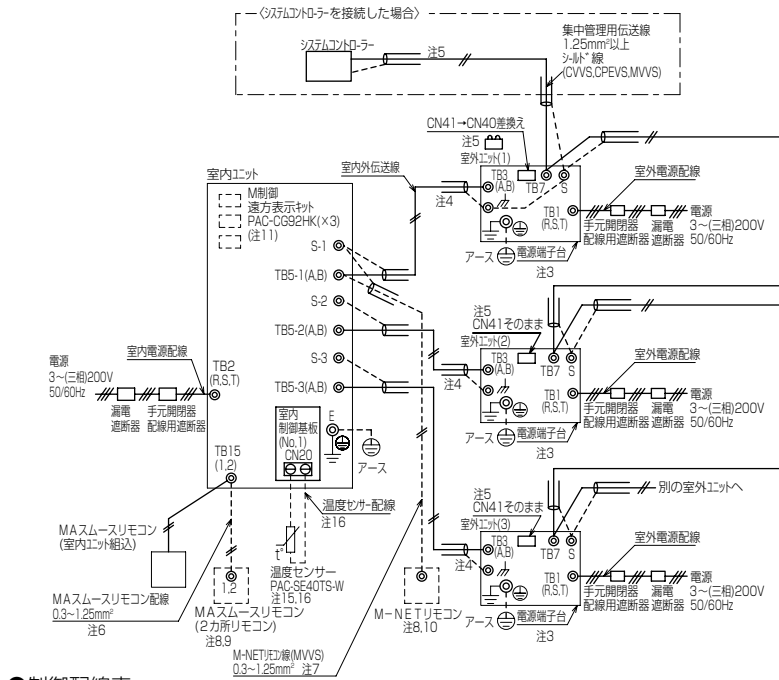 〈システムコントローラーを接続した場合〉
システムコントローラー
注5
集中管理用伝送線
1.25mm²以上
シールド線
(CVVS,CPEVS,MVVS)
CN41→CN40差換え
注5
室外ユニット(1)
TB3
(A,B)
TB7
S
室内外伝送線
注4
TB1
(R,S,T)
室外電源配線
手元開閉器
配線用遮断器
漏電
遮断器
電源
3~(三相)200V
50/60Hz
アース
電源端子台
注3
室内ユニット
M制御
遠方表示キット
PAC-CG92HK(×3)
(注11)
S-1
TB5-1(A,B)
S-2
TB5-2(A,B)
S-3
TB5-3(A,B)
注5
CN41そのまま
室外ユニット(2)
TB3
(A,B)
TB7
S
注4
TB1
(R,S,T)
室外電源配線
手元開閉器
配線用遮断器
漏電
遮断器
電源
3~(三相)200V
50/60Hz
アース
電源端子台
注3
電源
3~(三相)200V
50/60Hz
室内電源配線
漏電
遮断器
手元開閉器
配線用遮断器
TB2
(R,S,T)
TB15
(1,2)
室内
制御基板
(No,1)
CN20
E
アース
温度センサー配線
注16
t°
温度センサー
PAC-SE40TS-W
注15,16
MAスムースリモコン
(室内ユニット組込)
MAスムースリモコン配線
0.3~1.25mm²
注6
1,2
MAスムースリモコン
(2カ所リモコン)
注8,9
M-NETリモコン線(MVVS)
0.3~1.25mm² 注7
M-NETリモコン
注8,10
注5
CN41そのまま
室外ユニット(3)
TB3
(A,B)
TB7
S
別の室外ユニットへ
注4
TB1
(R,S,T)
室外電源配線
手元開閉器
配線用遮断器
漏電
遮断器
電源
3~(三相)200V
50/60Hz
アース
電源端子台
注3